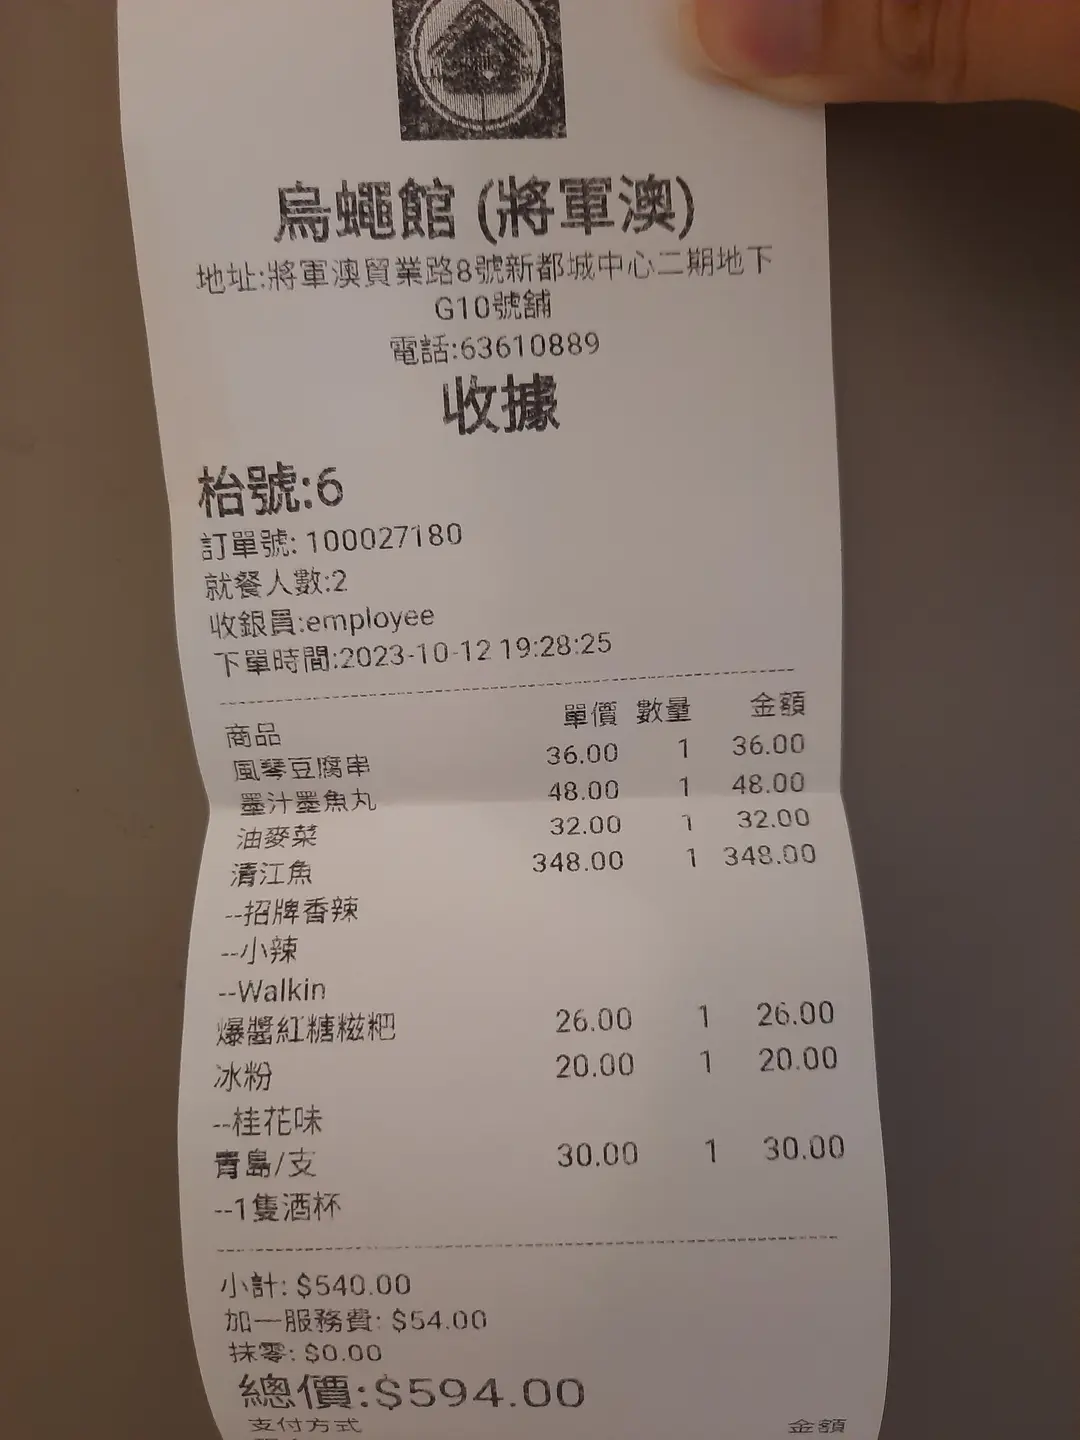 烏蠅館 (將軍澳)
地址:將軍澳貿業路8號新都城中心二期地下
G10號舖
電話:63610889
收據
枱號:6
訂單號: 100027180
就餐人數:2
收銀員:employee
下單時間:2023-10-12 19:28:25
商品 單價 數量 金額
風琴豆腐串 36.00 1 36.00
墨汁墨魚丸 48.00 1 48.00
油麥菜 32.00 1 32.00
清江魚 348.00 1 348.00
--招牌香辣
--小辣
--Walkin
爆醬紅糖糍粑 26.00 1 26.00
冰粉 20.00 1 20.00
--桂花味
青島/支 30.00 1 30.00
--1隻酒杯
小計: $540.00
加一服務費: $54.00
抹零: $0.00
總價:$594.00
支付方式 金額